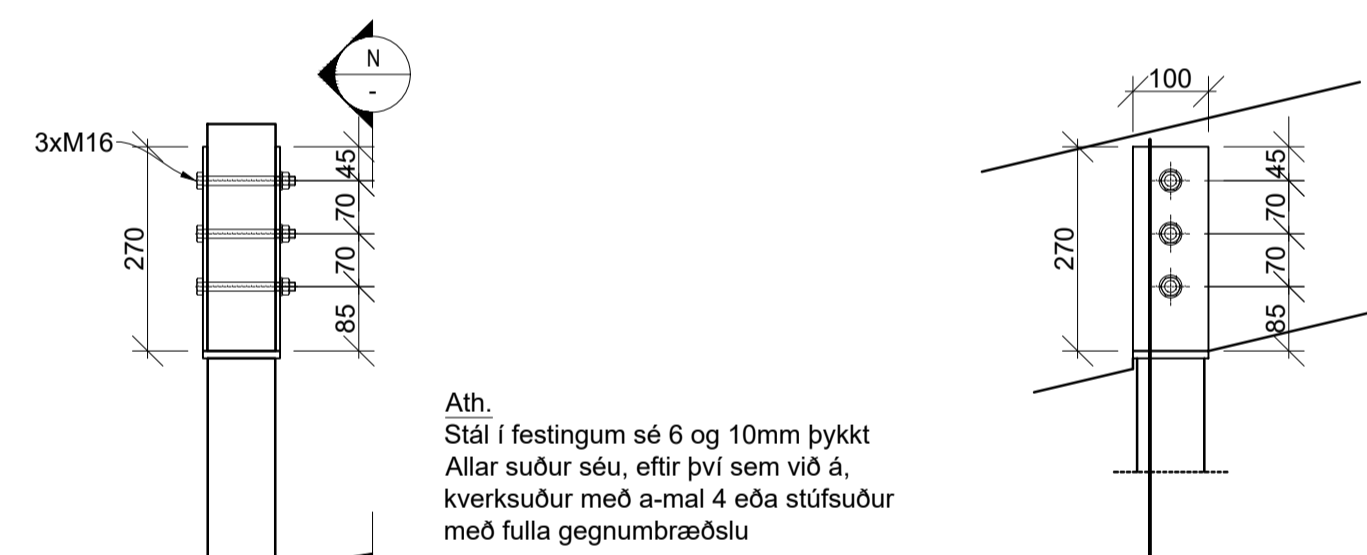 N
-
3xM16
45
70
70
85
270
100
45
70
70
85
270
Ath.
Stál í festingum sé 6 og 10mm þykkt
Allar suður séu, eftir því sem við á,
kverksuður með a-mal 4 eða stúfsuður
með fulla gegnumbræðslu